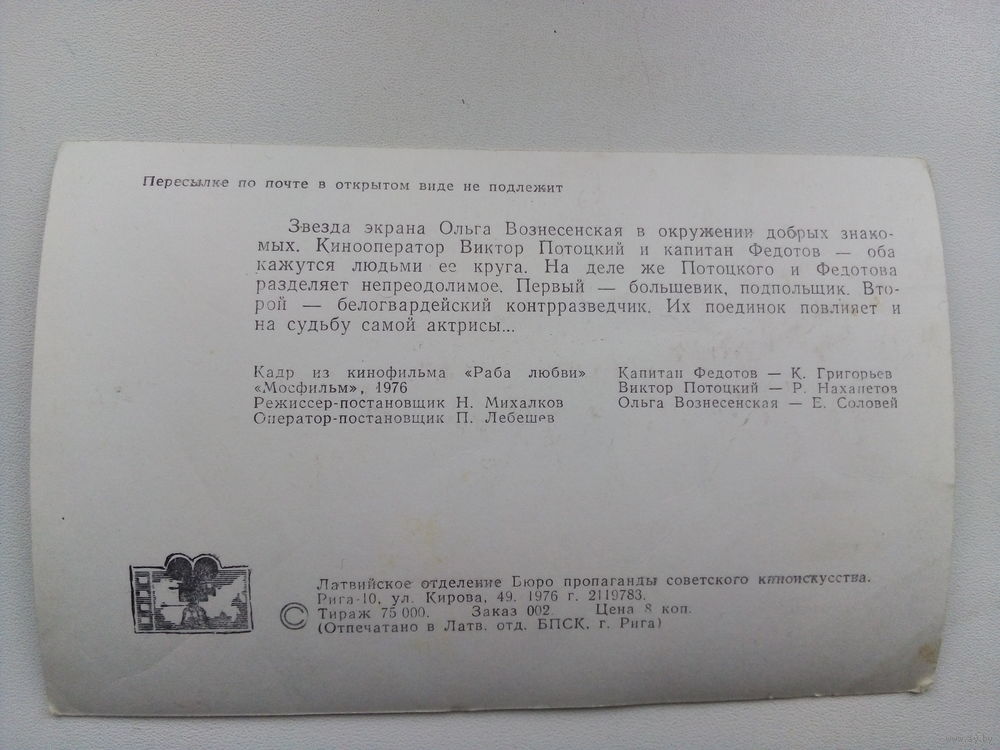 Пересылке по почте в открытом виде не подлежит
Звезда экрана Ольга Вознесенская в окружении добрых знако-
мых. Кинооператор Виктор Потоцкий и капитан Федотов — оба
кажутся людьми ее круга. На деле же Потоцкого и Федотова
разделяет непреодолимое. Первый — большевик, подпольщик. Вто-
рой — белогвардейский контрразведчик. Их поединок повлияет и
на судьбу самой актрисы...
Кадр из кинофильма «Раба любви»
«Мосфильм», 1976
Режиссер-постановщик Н. Михалков
Оператор-постановщик П. Лебешев
Капитан Федотов — К. Григорьев
Виктор Потоцкий — Р. Нахапетов
Ольга Вознесенская — Е. Соловей
Латвийское отделение Бюро пропаганды советского киноискусства.
Рига-10, ул. Кирова, 49. 1976 г. 2119783.
© Тираж 75 000. Заказ 002. Цена 8 коп.
(Отпечатано в Латв. отд. БПСК, г. Рига)
www.ay.by